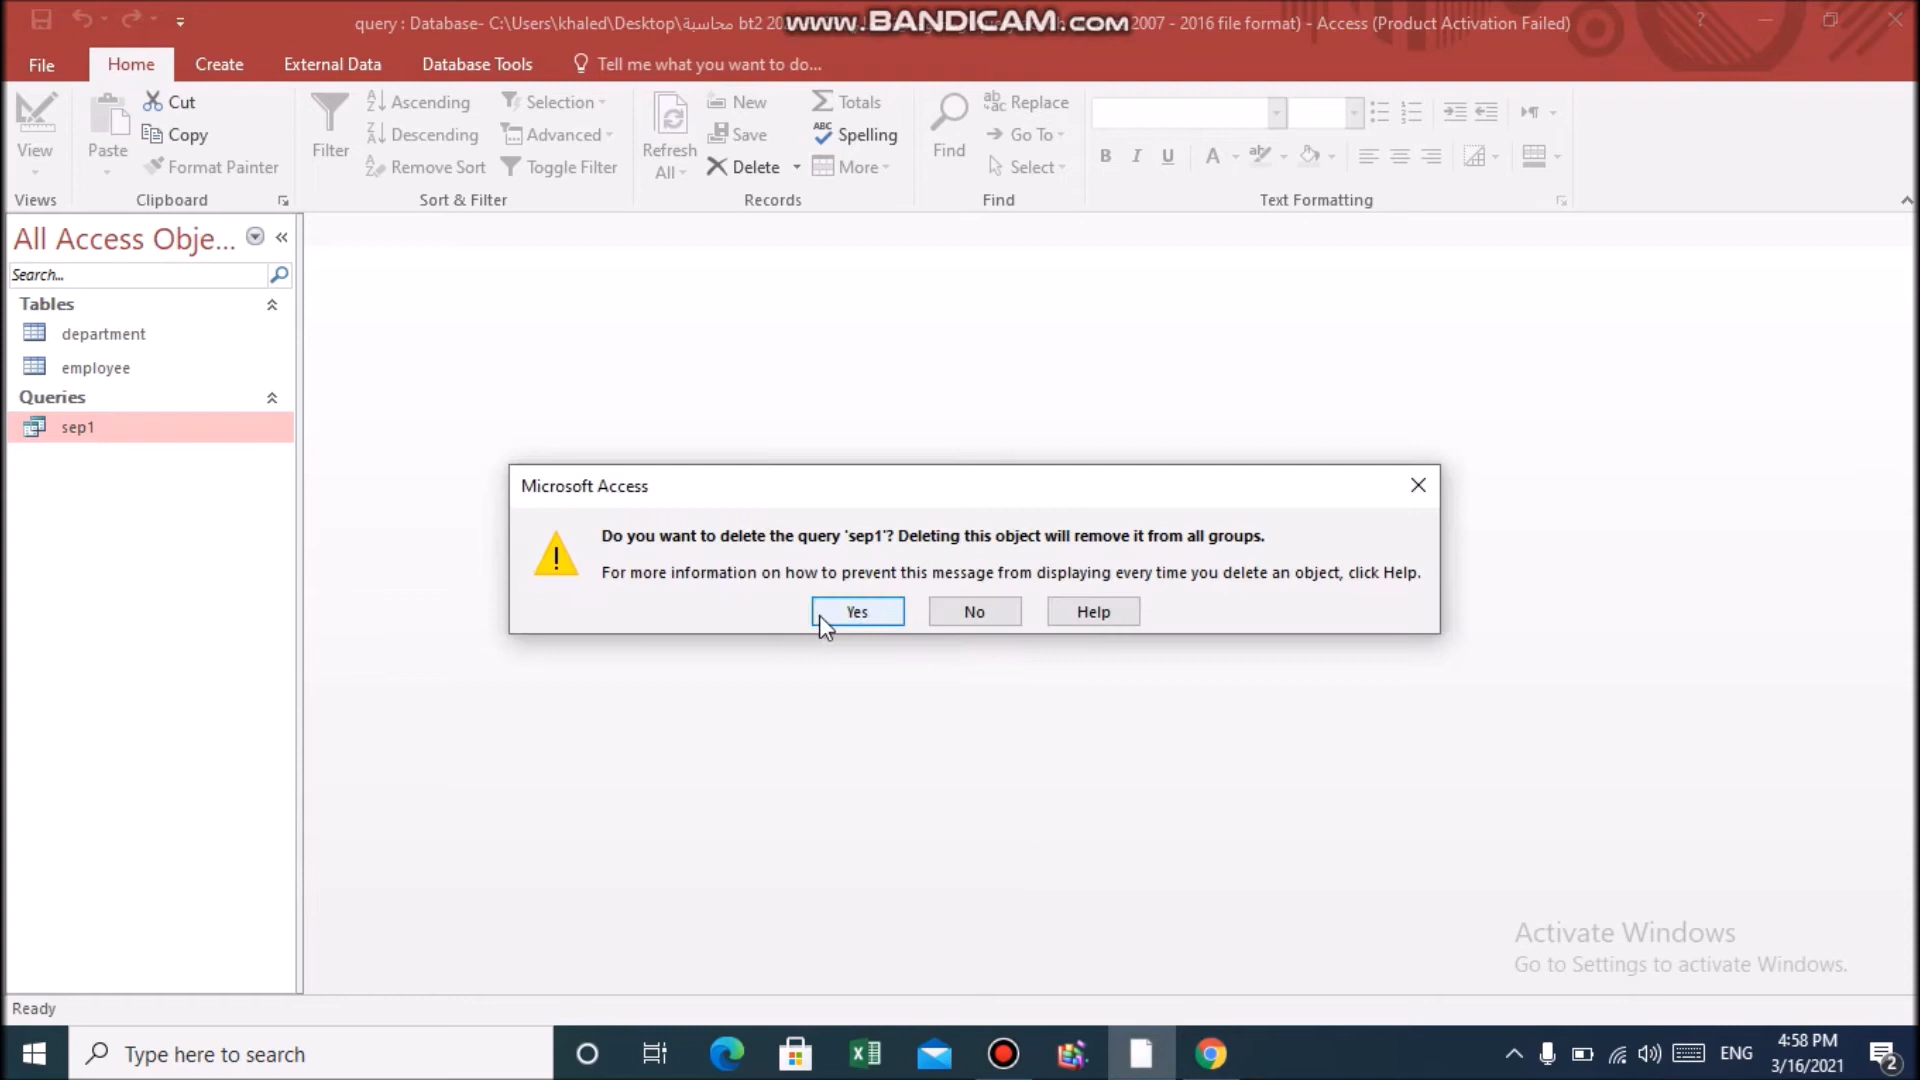 query : Database- C:\Users\khaled\Desktop\محاسبة bt2 20
www.BANDICAM.com
2007 - 2016 file format) - Access (Product Activation Failed)
?
File
Home
Create
External Data
Database Tools
Tell me what you want to do...
View
Views
Paste
Cut
Copy
Format Painter
Clipboard
Filter
Ascending
Descending
Remove Sort
Selection
Advanced
Toggle Filter
Sort & Filter
Refresh
All
New
Save
Delete
Totals
Spelling
More
Records
Find
Replace
Go To
Select
Find
B I U A
Text Formatting
All Access Obje...
Search...
Tables
department
employee
Queries
sep1
Microsoft Access
Do you want to delete the query 'sep1'? Deleting this object will remove it from all groups.
For more information on how to prevent this message from displaying every time you delete an object, click Help.
Yes
No
Help
Activate Windows
Go to Settings to activate Windows.
Ready
Type here to search
ENG
4:58 PM
3/16/2021
2